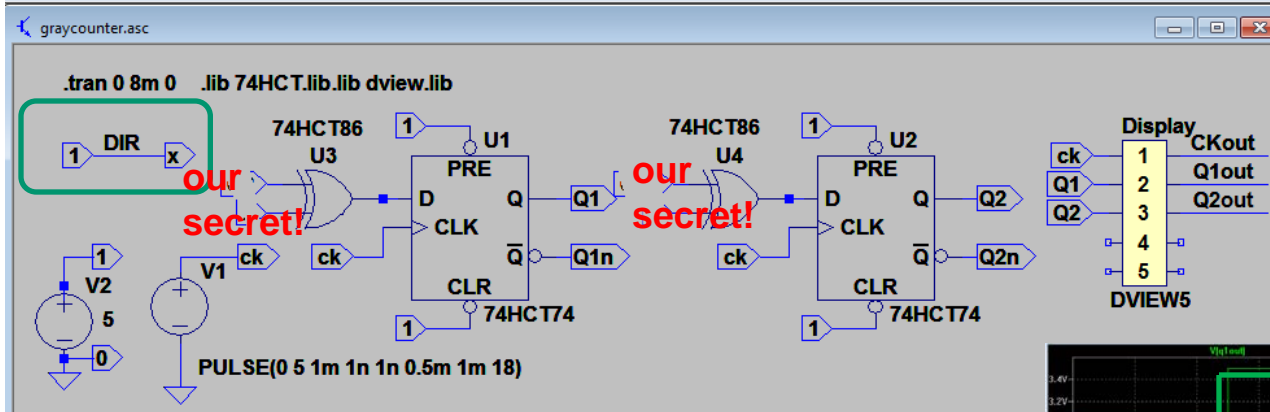 graycounter.asc
.tran 0 8m 0 .lib 74HCT.lib.lib dview.lib
DIR
1 x
74HCT86
U3
our
secret!
1
U1
PRE
D Q Q1
CLK
ck
Q Q1n
CLR
1
74HCT74
74HCT86
U4
our
secret!
1
U2
PRE
D Q Q2
CLK
ck
Q Q2n
CLR
1
74HCT74
Display
ck 1 CKout
Q1 2 Q1out
Q2 3 Q2out
4
5
DVIEW5
1
V2
5
0
V1
ck
PULSE(0 5 1m 1n 1n 0.5m 1m 18)
V[q1out]
3.4V
3.2V